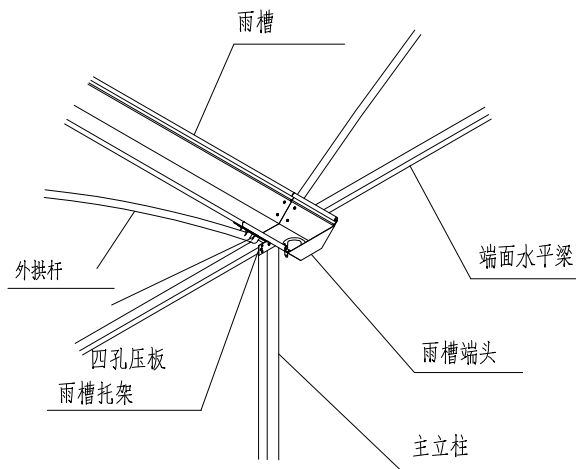 雨槽
端面水平梁
外拱杆
雨槽端头
四孔压板
雨槽托架
主立柱